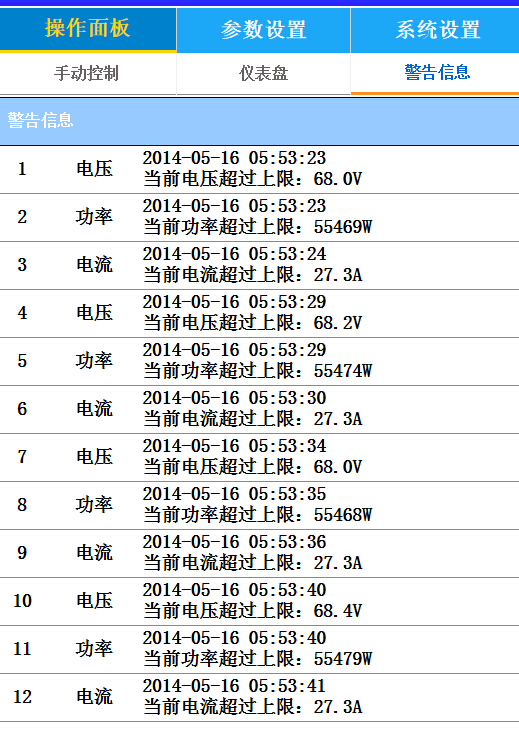 操作面板 参数设置 系统设置
手动控制 仪表盘 警告信息
警告信息
2014-05-16 05:53:23
1 电压
当前电压超过上限：68.0V
2014-05-16 05:53:23
2 功率
当前功率超过上限：55469W
2014-05-16 05:53:24
3 电流
当前电流超过上限：27.3A
2014-05-16 05:53:29
4 电压
当前电压超过上限：68.2V
2014-05-16 05:53:29
5 功率
当前功率超过上限：55474W
2014-05-16 05:53:30
6 电流
当前电流超过上限：27.3A
2014-05-16 05:53:34
7 电压
当前电压超过上限：68.0V
2014-05-16 05:53:35
8 功率
当前功率超过上限：55468W
2014-05-16 05:53:36
9 电流
当前电流超过上限：27.3A
2014-05-16 05:53:40
10 电压
当前电压超过上限：68.4V
2014-05-16 05:53:40
11 功率
当前功率超过上限：55479W
2014-05-16 05:53:41
12 电流
当前电流超过上限：27.3A